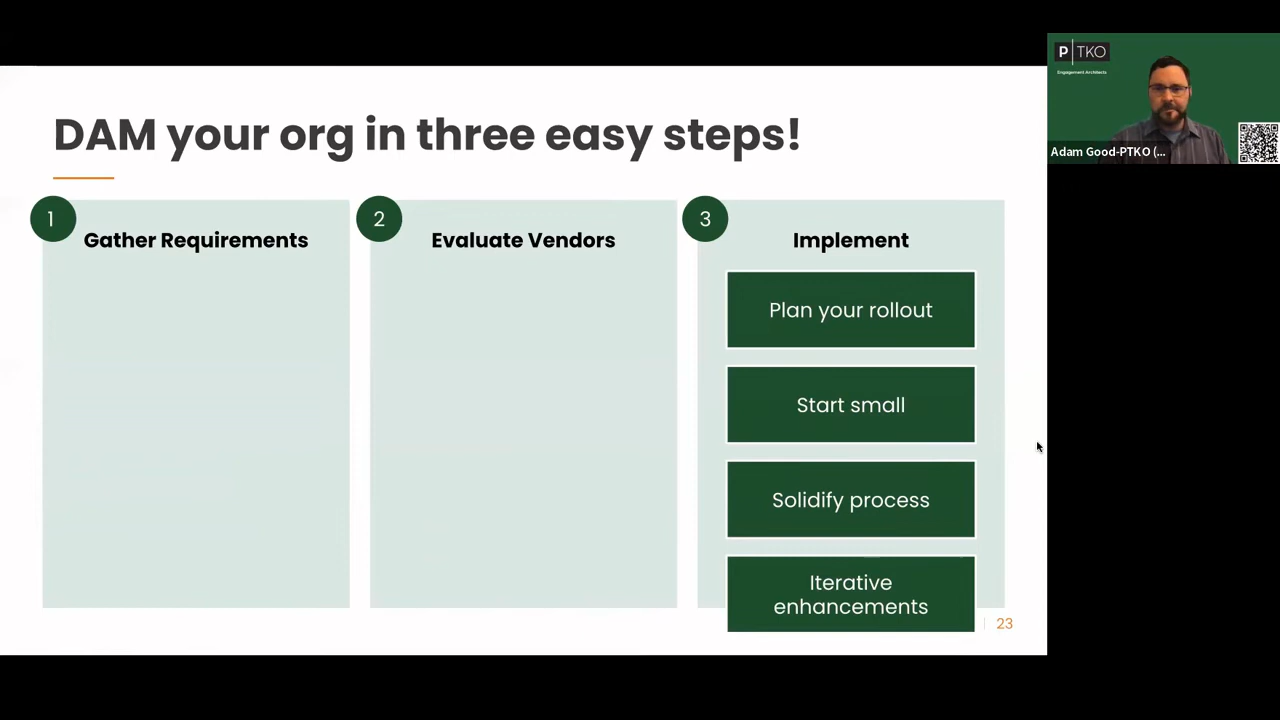 DAM your org in three easy steps!
1
Gather Requirements
2
Evaluate Vendors
3
Implement
Plan your rollout
Start small
Solidify process
Iterative
enhancements
23
P TKO
Engagement Architects
Adam Good-PTKO (...